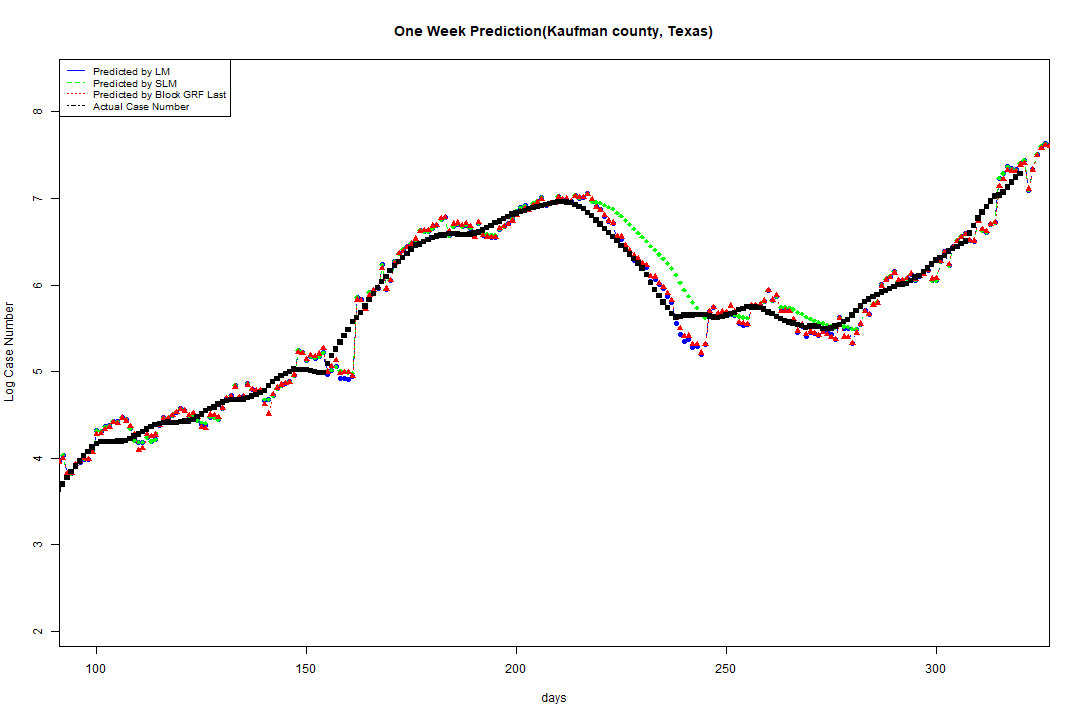 One Week Prediction(Kaufman county, Texas)
Predicted by LM
Predicted by SLM
Predicted by Block GRF Last
Actual Case Number
8
7
6
5
4
3
2
Log Case Number
100 150 200 250 300
days